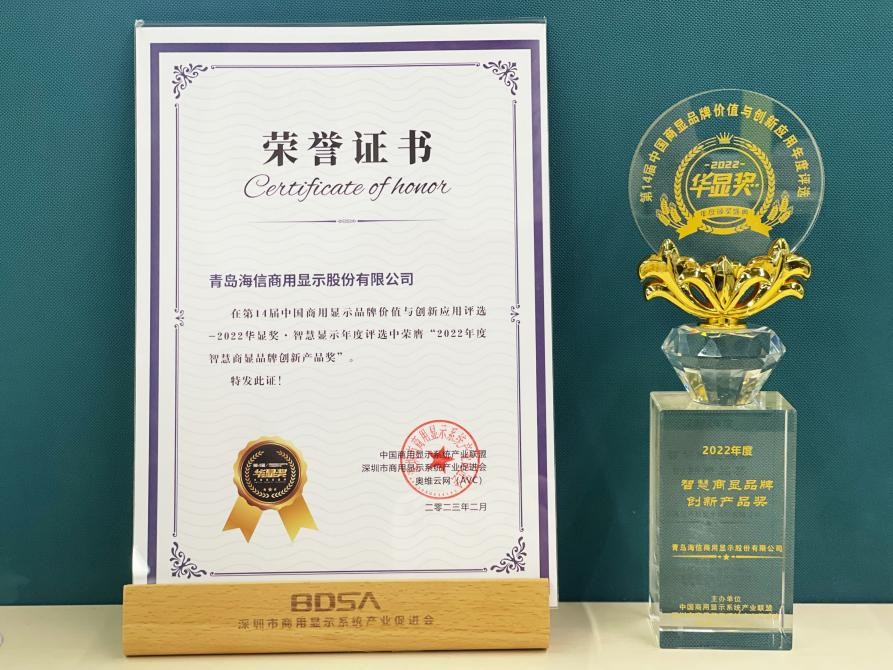 荣誉证书
Certificate of honor
青岛海信商用显示股份有限公司
在第14届中国商用显示品牌价值与创新应用评选
-2022华显奖·智慧显示年度评选中荣膺“2022年度
智慧商显品牌创新产品奖”。
特发此证！
华显奖
中国商用显示系统产业联盟
深圳市商用显示系统产业促进会
奥维云网（AVC）
二零二三年二月
BDSA
深圳市商用显示系统产业促进会
第14届中国商显品牌价值与创新应用年度评选
-2022-
华显奖
年度颁奖盛典
2022年度
智慧商显品牌
创新产品奖
青岛海信商用显示股份有限公司
主办单位
中国商用显示系统产业联盟